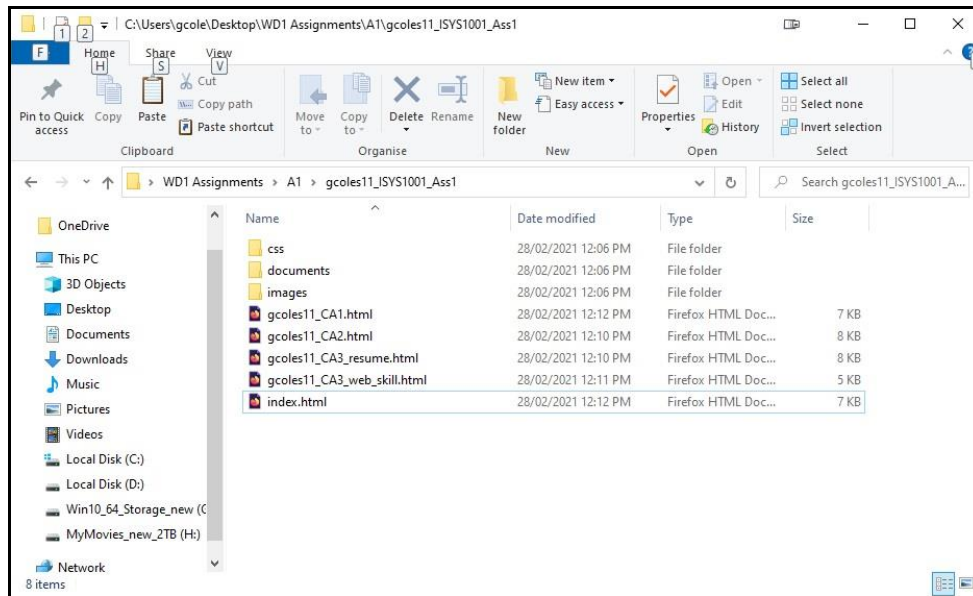 C:\Users\gcole\Desktop\WD1 Assignments\A1\gcoles11_ISYS1001_Ass1
1 2
F Home Share View
H S V
Pin to Quick access
Copy
Paste
Cut
Copy path
Paste shortcut
Clipboard
Move to
Copy to
Delete
Rename
Organise
New folder
New item
Easy access
New
Properties
Open
Edit
History
Open
Select all
Select none
Invert selection
Select
WD1 Assignments > A1 > gcoles11_ISYS1001_Ass1
Search gcoles11_ISYS1001_A...
OneDrive
This PC
3D Objects
Desktop
Documents
Downloads
Music
Pictures
Videos
Local Disk (C:)
Local Disk (D:)
Win10_64_Storage_new (
MyMovies_new_2TB (H:)
Network
Name Date modified Type Size
css 28/02/2021 12:06 PM File folder
documents 28/02/2021 12:06 PM File folder
images 28/02/2021 12:06 PM File folder
gcoles11_CA1.html 28/02/2021 12:12 PM Firefox HTML Doc... 7 KB
gcoles11_CA2.html 28/02/2021 12:10 PM Firefox HTML Doc... 8 KB
gcoles11_CA3_resume.html 28/02/2021 12:10 PM Firefox HTML Doc... 8 KB
gcoles11_CA3_web_skill.html 28/02/2021 12:11 PM Firefox HTML Doc... 5 KB
index.html 28/02/2021 12:12 PM Firefox HTML Doc... 7 KB
8 items